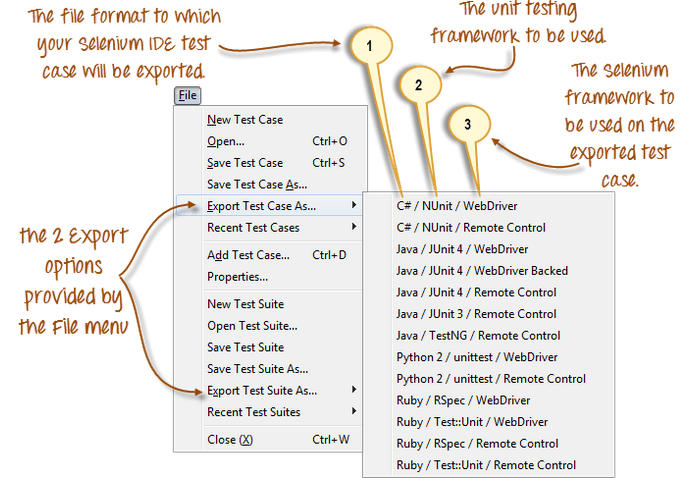 The file format to which
your Selenium IDE test
case will be exported.
1
The unit testing
framework to be used.
2
The Selenium
framework to
be used on the
exported test
case.
3
File
New Test Case
Open... Ctrl+O
Save Test Case Ctrl+S
Save Test Case As...
Export Test Case As...
Recent Test Cases
Add Test Case... Ctrl+D
Properties...
New Test Suite
Open Test Suite...
Save Test Suite
Save Test Suite As...
Export Test Suite As...
Recent Test Suites
Close (X) Ctrl+W
the 2 Export
options
provided by
the File menu
C# / NUnit / WebDriver
C# / NUnit / Remote Control
Java / JUnit 4 / WebDriver
Java / JUnit 4 / WebDriver Backed
Java / JUnit 4 / Remote Control
Java / JUnit 3 / Remote Control
Java / TestNG / Remote Control
Python 2 / unittest / WebDriver
Python 2 / unittest / Remote Control
Ruby / RSpec / WebDriver
Ruby / Test::Unit / WebDriver
Ruby / RSpec / Remote Control
Ruby / Test::Unit / Remote Control